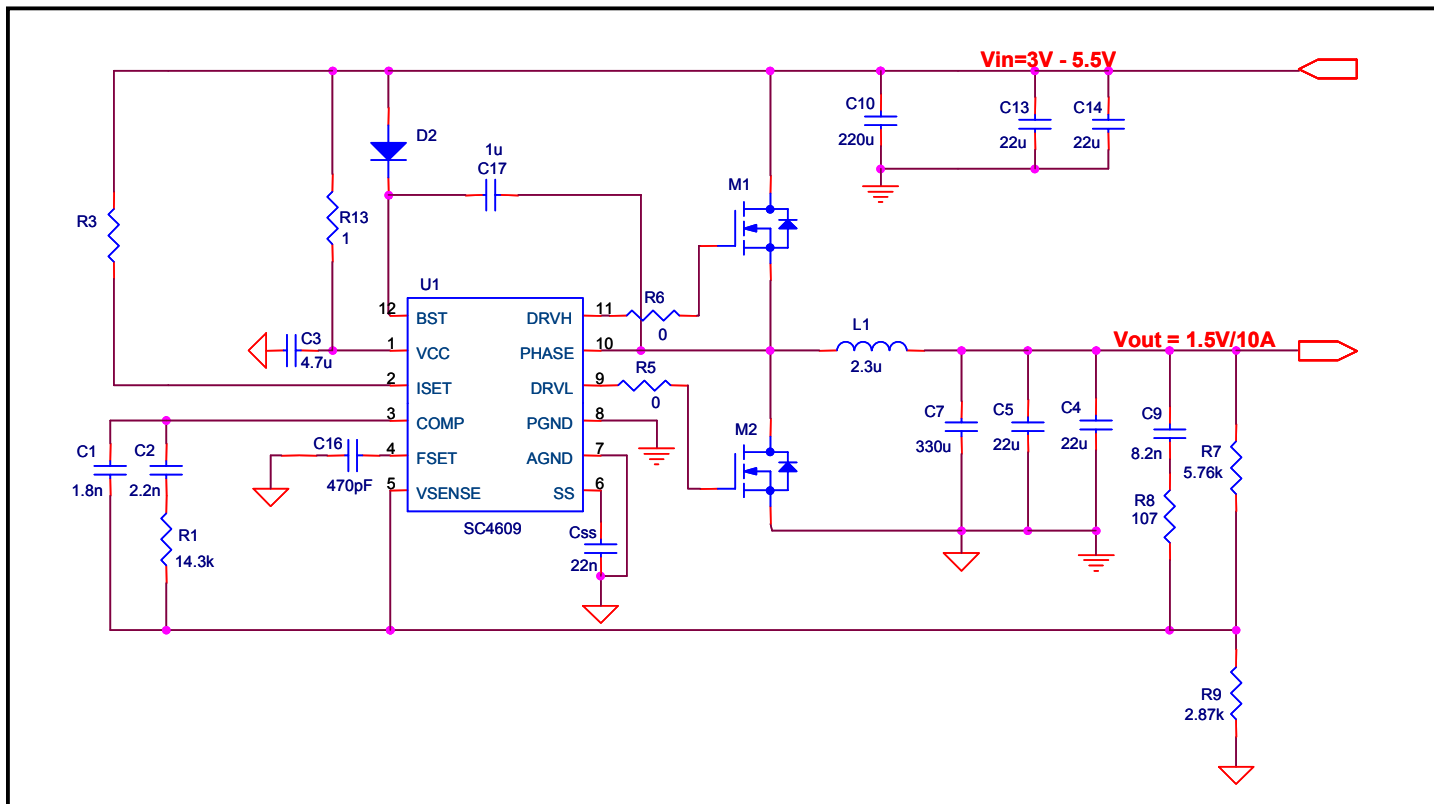 Vin=3V - 5.5V
C10
220u
C13
22u
C14
22u
D2
1u
C17
M1
R3
R13
1
U1
R6
0
12
BST
DRVH
11
C3
4.7u
1
VCC
PHASE
10
L1
2.3u
Vout = 1.5V/10A
2
ISET
DRVL
9
R5
0
3
COMP
PGND
8
C1
1.8n
C2
2.2n
C16
470pF
4
FSET
AGND
7
M2
C7
330u
C5
22u
C4
22u
C9
8.2n
R7
5.76k
5
VSENSE
SS
6
R8
107
SC4609
R1
14.3k
Css
22n
R9
2.87k